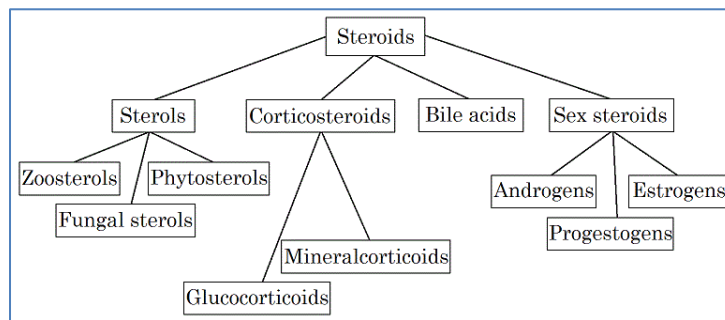 Steroids
Sterols
Corticosteroids
Bile acids
Sex steroids
Zoosterols
Phytosterols
Fungal sterols
Androgens
Estrogens
Progestogens
Mineralcorticoids
Glucocorticoids